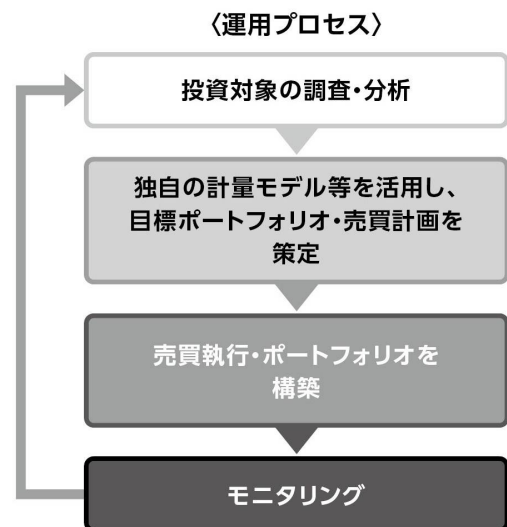 〈運用プロセス〉
投資対象の調査・分析
独自の計量モデル等を活用し、
目標ポートフォリオ・売買計画を
策定
売買執行・ポートフォリオを
構築
モニタリング